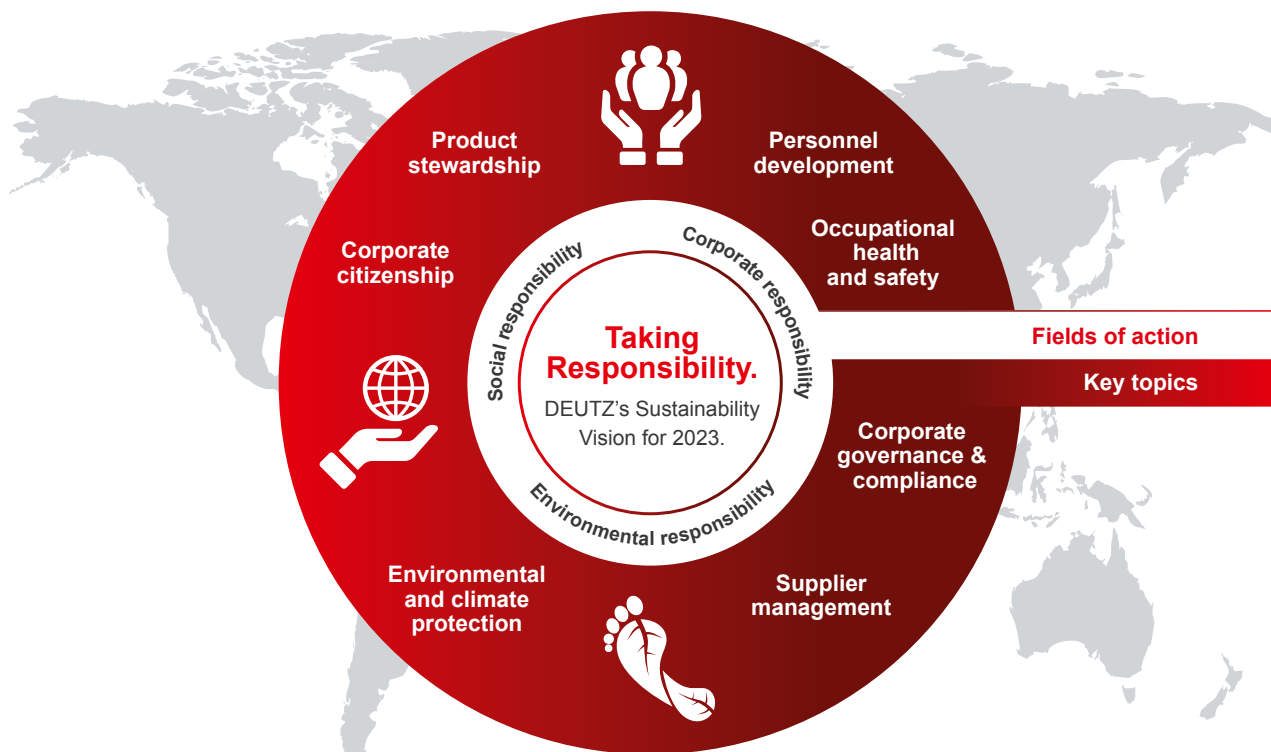 Product
stewardship
Personnel
development
Corporate
citizenship
Occupational
health
and safety
Social responsibility
Corporate responsibility
Environmental responsibility
Taking
Responsibility.
DEUTZ's Sustainability
Vision for 2023.
Fields of action
Key topics
Corporate
governance &
compliance
Environmental
and climate
protection
Supplier
management